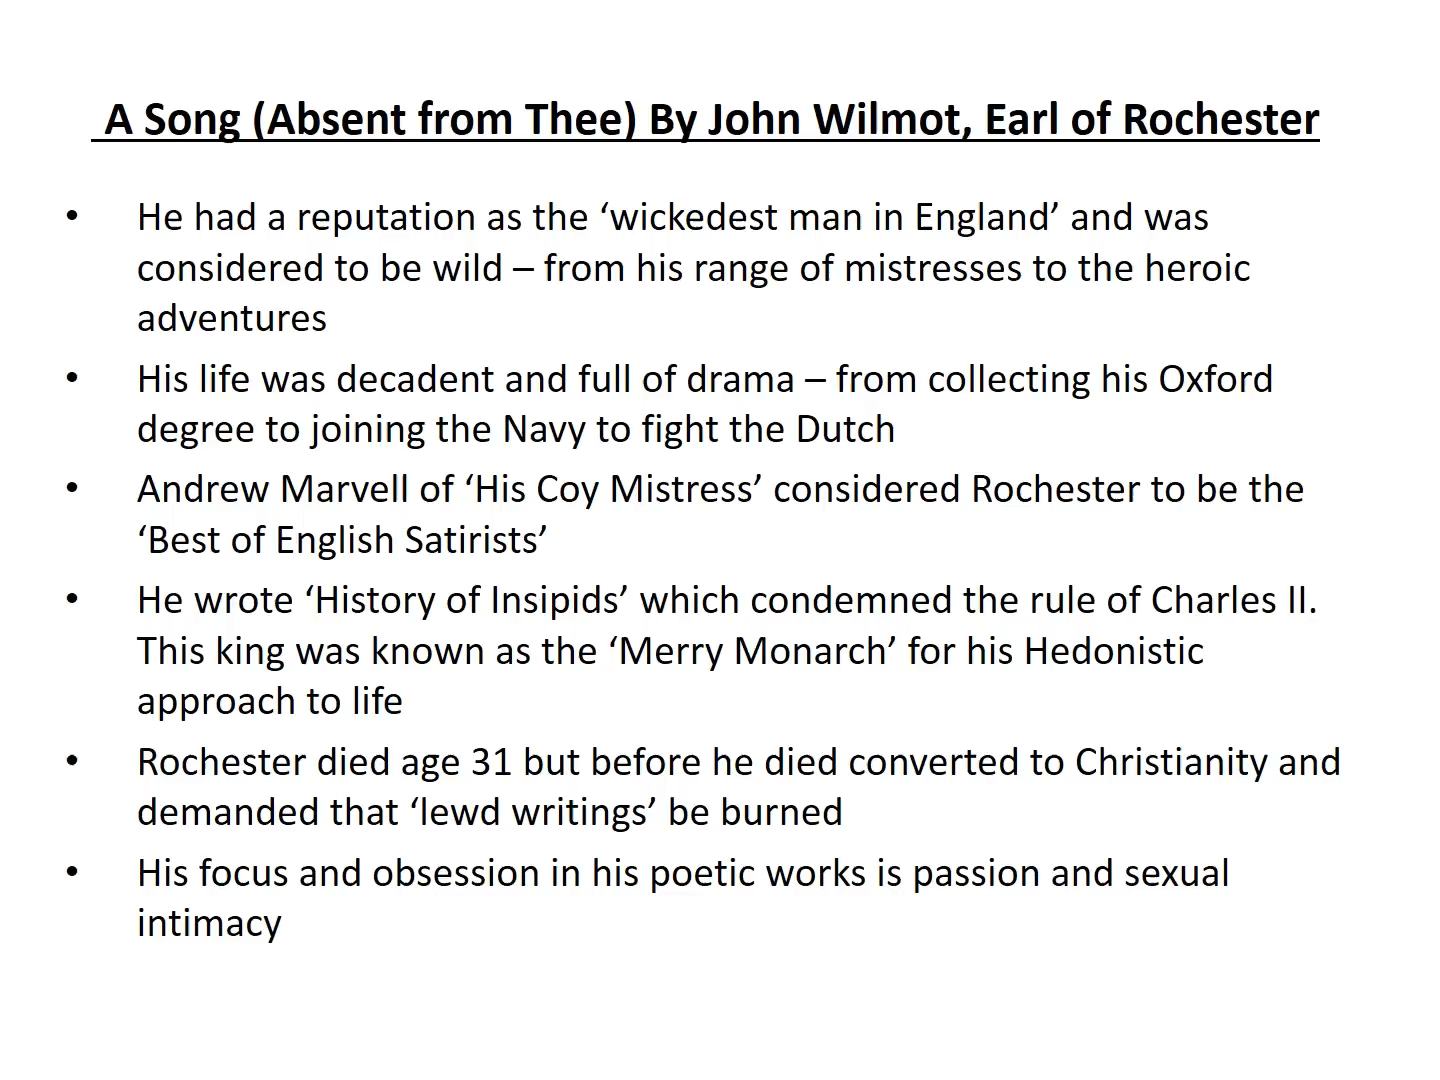 A Song (Absent from Thee) By John Wilmot, Earl of Rochester
• He had a reputation as the ‘wickedest man in England’ and was
considered to be wild – from his range of mistresses to the heroic
adventures
• His life was decadent and full of drama – from collecting his Oxford
degree to joining the Navy to fight the Dutch
• Andrew Marvell of ‘His Coy Mistress’ considered Rochester to be the
‘Best of English Satirists’
• He wrote ‘History of Insipids’ which condemned the rule of Charles II.
This king was known as the ‘Merry Monarch’ for his Hedonistic
approach to life
• Rochester died age 31 but before he died converted to Christianity and
demanded that ‘lewd writings’ be burned
• His focus and obsession in his poetic works is passion and sexual
intimacy